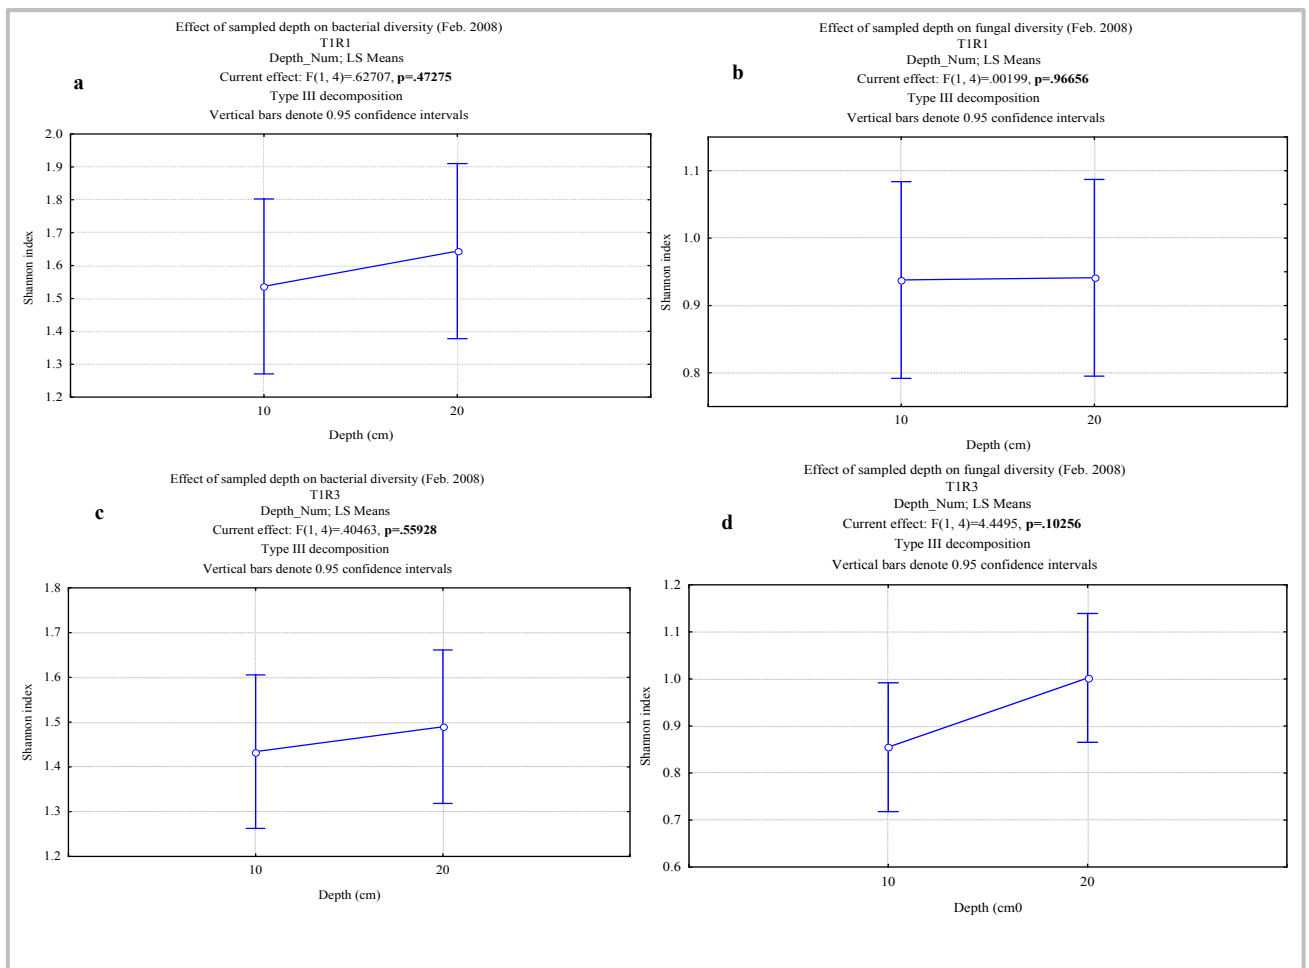 Effect of sampled depth on bacterial diversity (Feb. 2008)
T1R1
Depth_Num; LS Means
a
Current effect: F(1, 4)=.62707, p=.47275
Type III decomposition
Vertical bars denote 0.95 confidence intervals
2.0
1.9
1.8
1.7
1.6
1.5
1.4
1.3
1.2
Shannon index
10
20
Depth (cm)
Effect of sampled depth on fungal diversity (Feb. 2008)
T1R1
Depth_Num; LS Means
b
Current effect: F(1, 4)=.00199, p=.96656
Type III decomposition
Vertical bars denote 0.95 confidence intervals
1.1
1.0
0.9
0.8
Shannon index
10
20
Depth (cm)
Effect of sampled depth on bacterial diversity (Feb. 2008)
T1R3
Depth_Num; LS Means
c
Current effect: F(1, 4)=.40463, p=.55928
Type III decomposition
Vertical bars denote 0.95 confidence intervals
1.8
1.7
1.6
1.5
1.4
1.3
1.2
Shannon index
10
20
Depth (cm)
Effect of sampled depth on fungal diversity (Feb. 2008)
T1R3
Depth_Num; LS Means
d
Current effect: F(1, 4)=4.4495, p=.10256
Type III decomposition
Vertical bars denote 0.95 confidence intervals
1.2
1.1
1.0
0.9
0.8
0.7
0.6
Shannon index
10
20
Depth (cm0